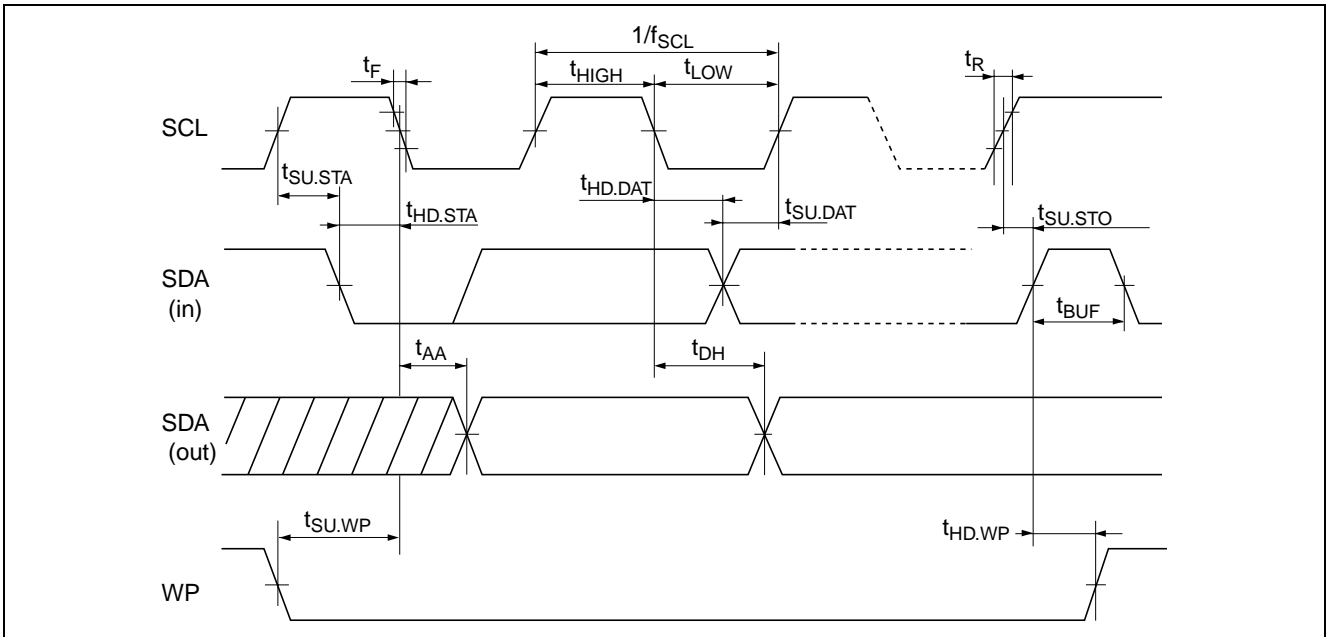 1/fSCL
tF
tHIGH
tLOW
tR
SCL
tSU.STA
tHD.STA
tHD.DAT
tSU.DAT
tSU.STO
SDA
(in)
tBUF
tAA
tDH
SDA
(out)
tSU.WP
tHD.WP
WP